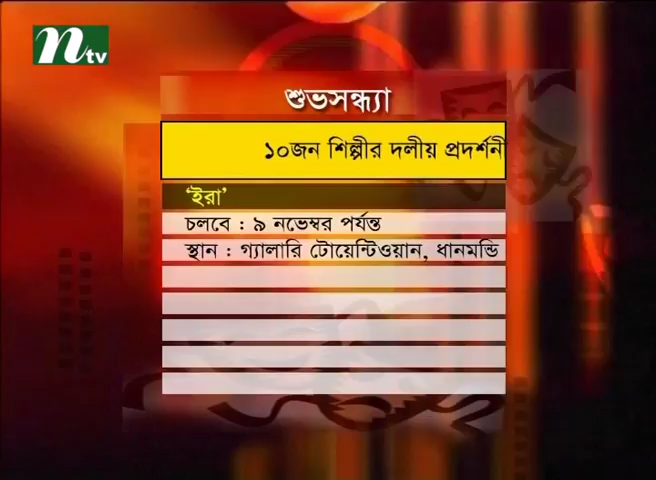 ntv
শুভসন্ধ্যা
১০জন শিল্পীর দলীয় প্রদর্শনী
‘ইরা’
চলবে : ৯ নভেম্বর পর্যন্ত
স্থান : গ্যালারি টোয়েন্টিওয়ান, ধানমন্ডি